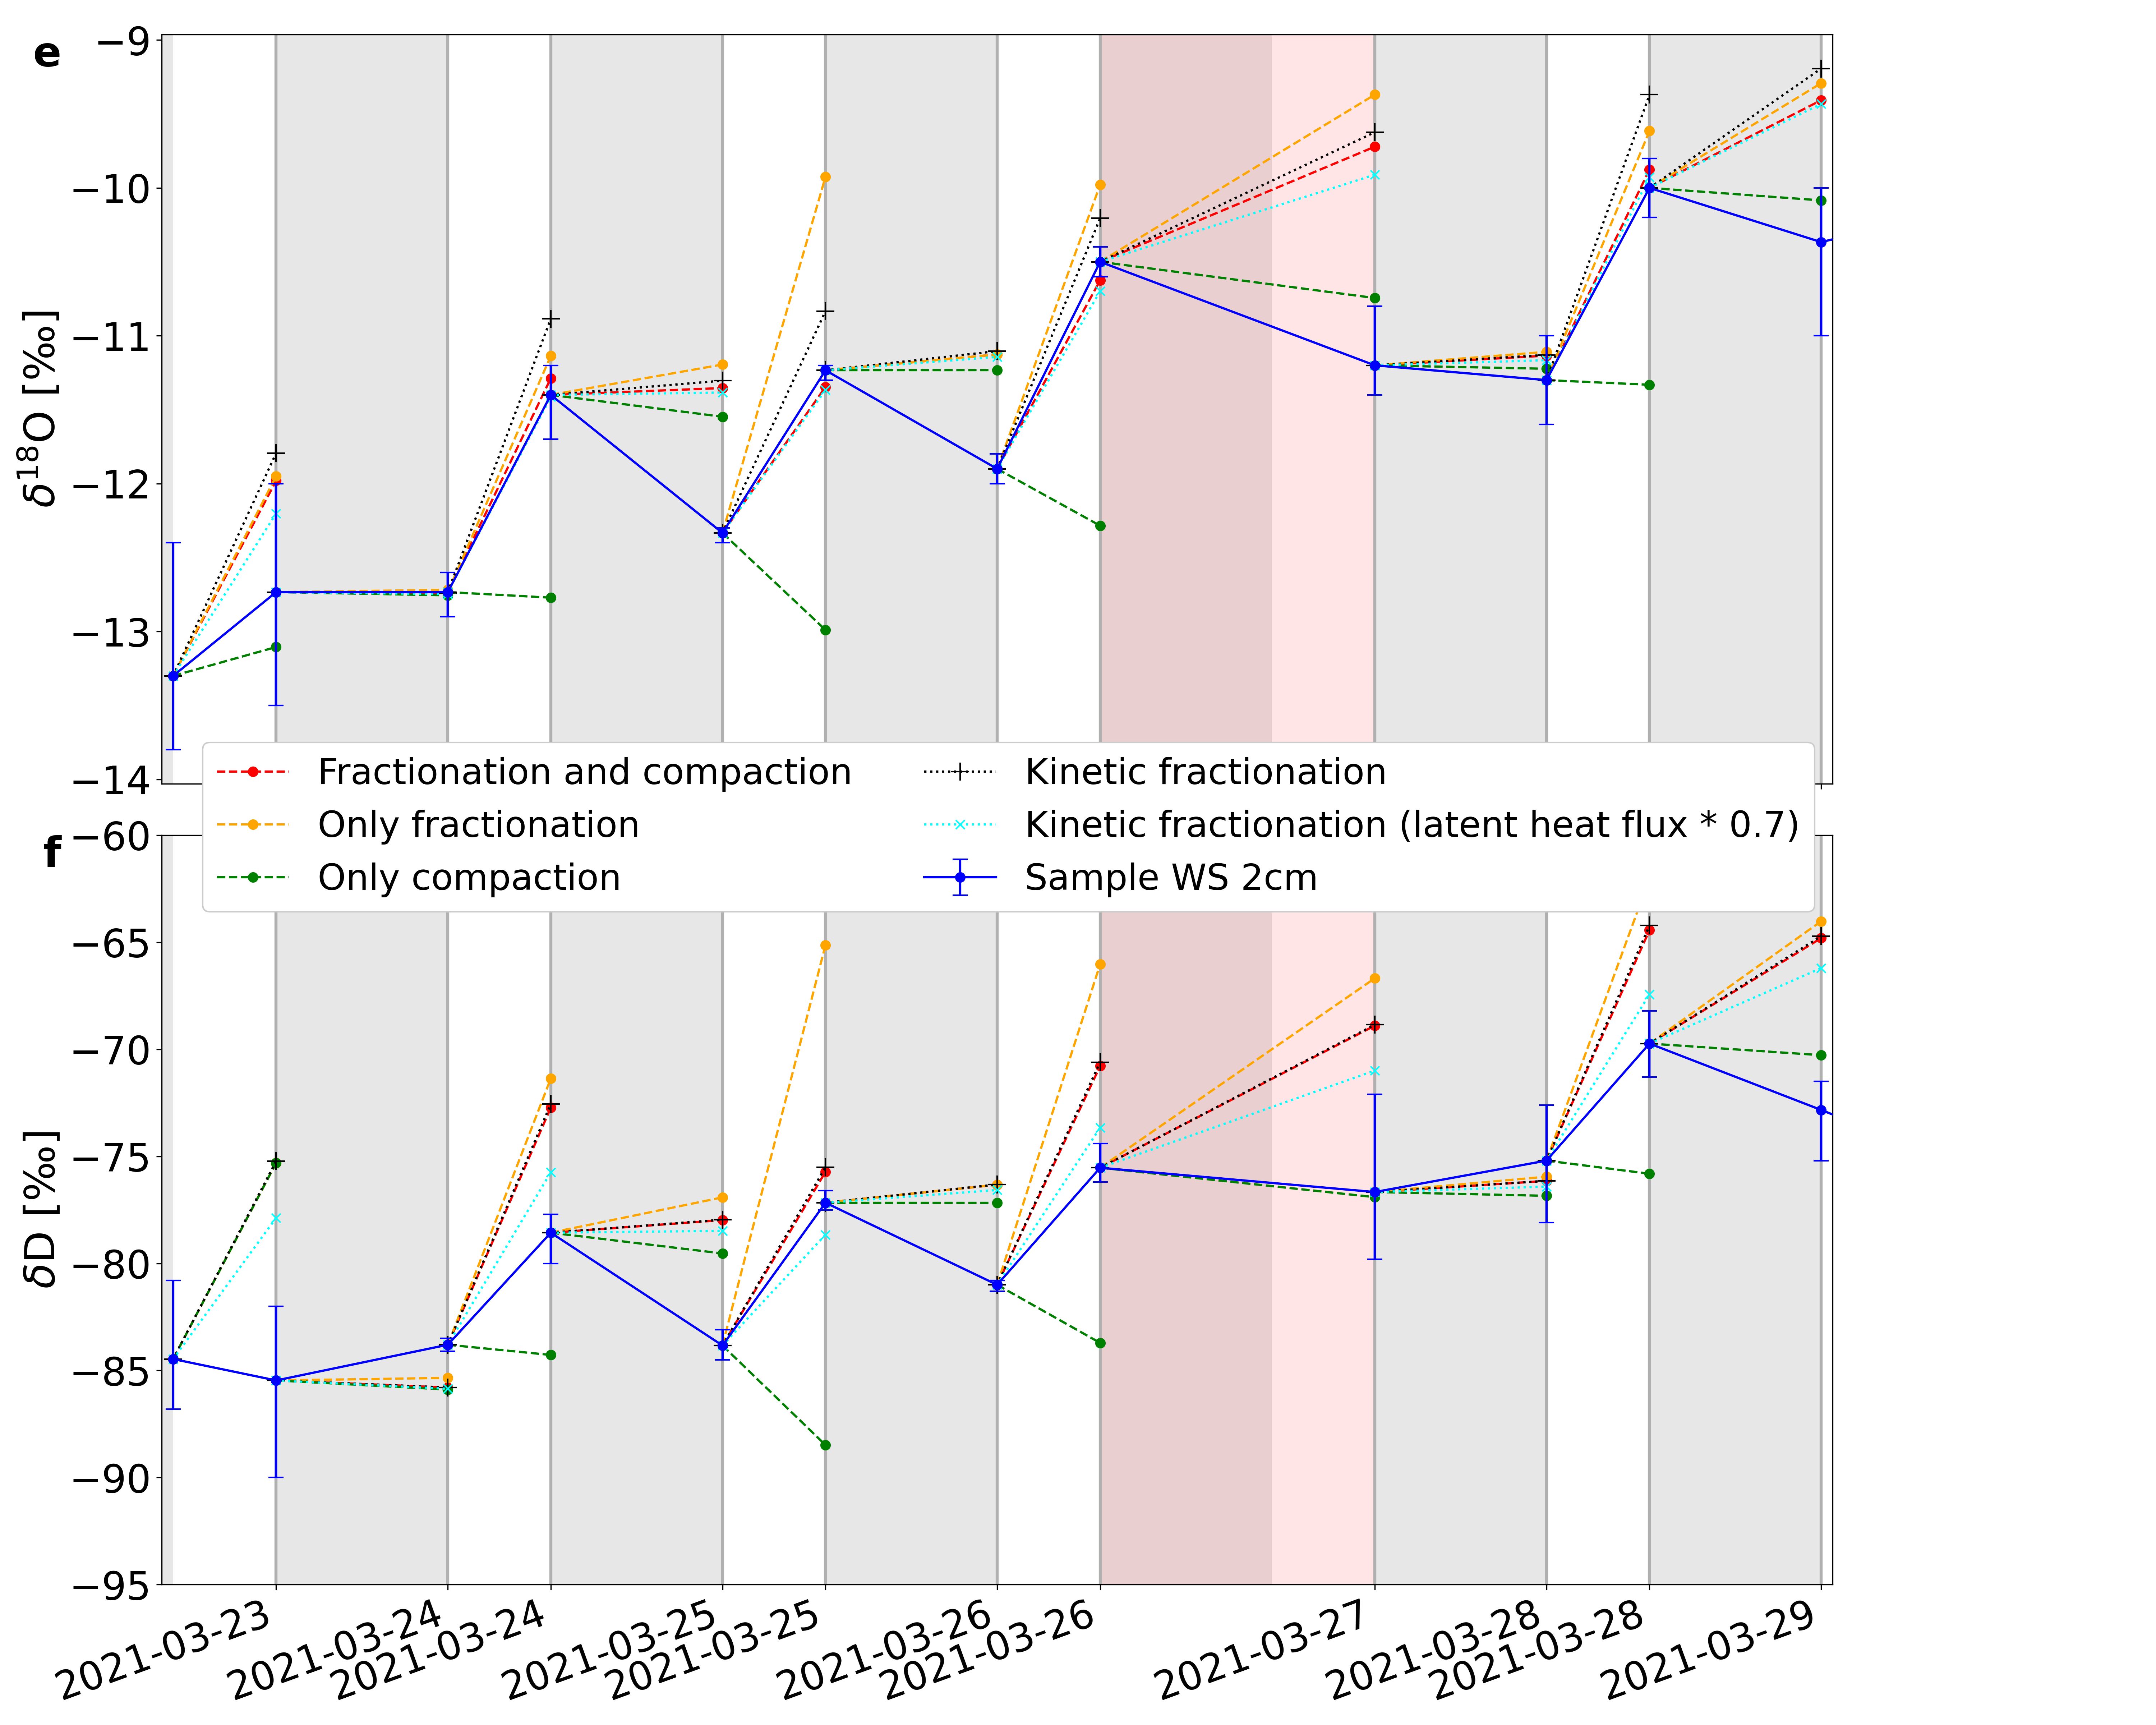 e
−9
−10
−11
−12
−13
−14
δ¹⁸O [‰]
Fractionation and compaction
Only fractionation
Only compaction
Kinetic fractionation
Kinetic fractionation (latent heat flux * 0.7)
Sample WS 2cm
f
−60
−65
−70
−75
−80
−85
−90
−95
δD [‰]
2021-03-23
2021-03-24
2021-03-24
2021-03-25
2021-03-25
2021-03-26
2021-03-26
2021-03-27
2021-03-28
2021-03-28
2021-03-29